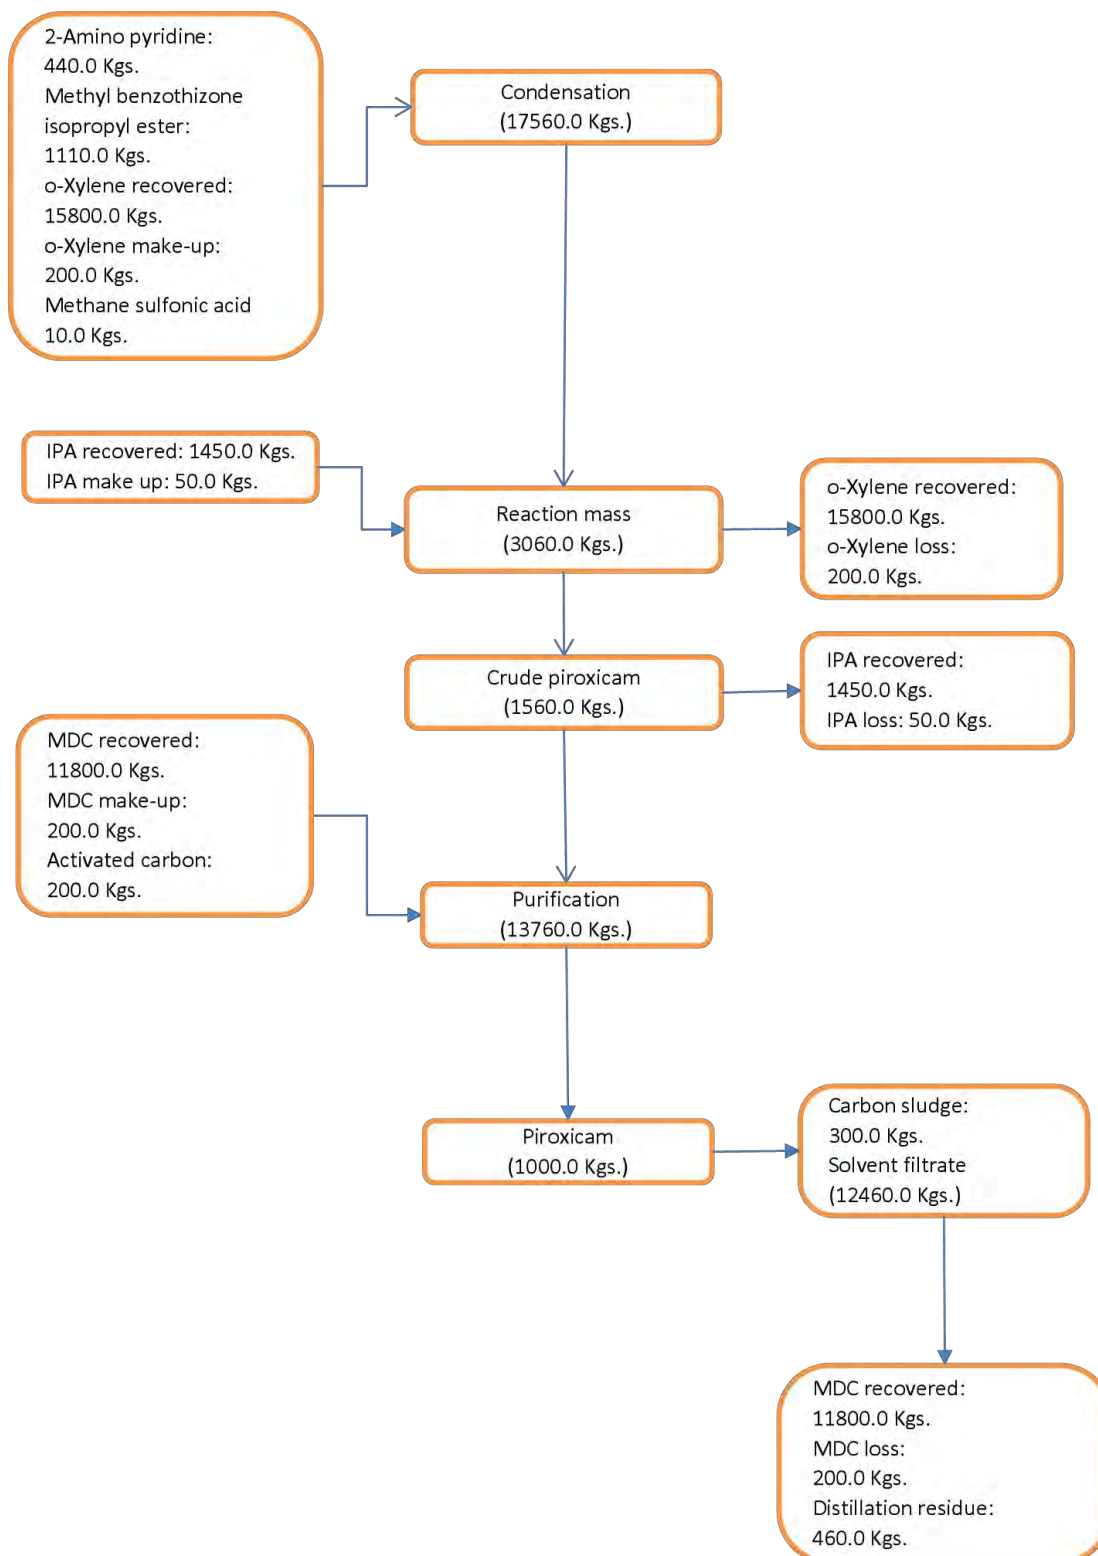 2-Amino pyridine:
440.0 Kgs.
Methyl benzothizone
isopropyl ester:
1110.0 Kgs.
o-Xylene recovered:
15800.0 Kgs.
o-Xylene make-up:
200.0 Kgs.
Methane sulfonic acid
10.0 Kgs.
Condensation
(17560.0 Kgs.)
IPA recovered: 1450.0 Kgs.
IPA make up: 50.0 Kgs.
Reaction mass
(3060.0 Kgs.)
o-Xylene recovered:
15800.0 Kgs.
o-Xylene loss:
200.0 Kgs.
Crude piroxicam
(1560.0 Kgs.)
IPA recovered:
1450.0 Kgs.
IPA loss: 50.0 Kgs.
MDC recovered:
11800.0 Kgs.
MDC make-up:
200.0 Kgs.
Activated carbon:
200.0 Kgs.
Purification
(13760.0 Kgs.)
Piroxicam
(1000.0 Kgs.)
Carbon sludge:
300.0 Kgs.
Solvent filtrate
(12460.0 Kgs.)
MDC recovered:
11800.0 Kgs.
MDC loss:
200.0 Kgs.
Distillation residue:
460.0 Kgs.